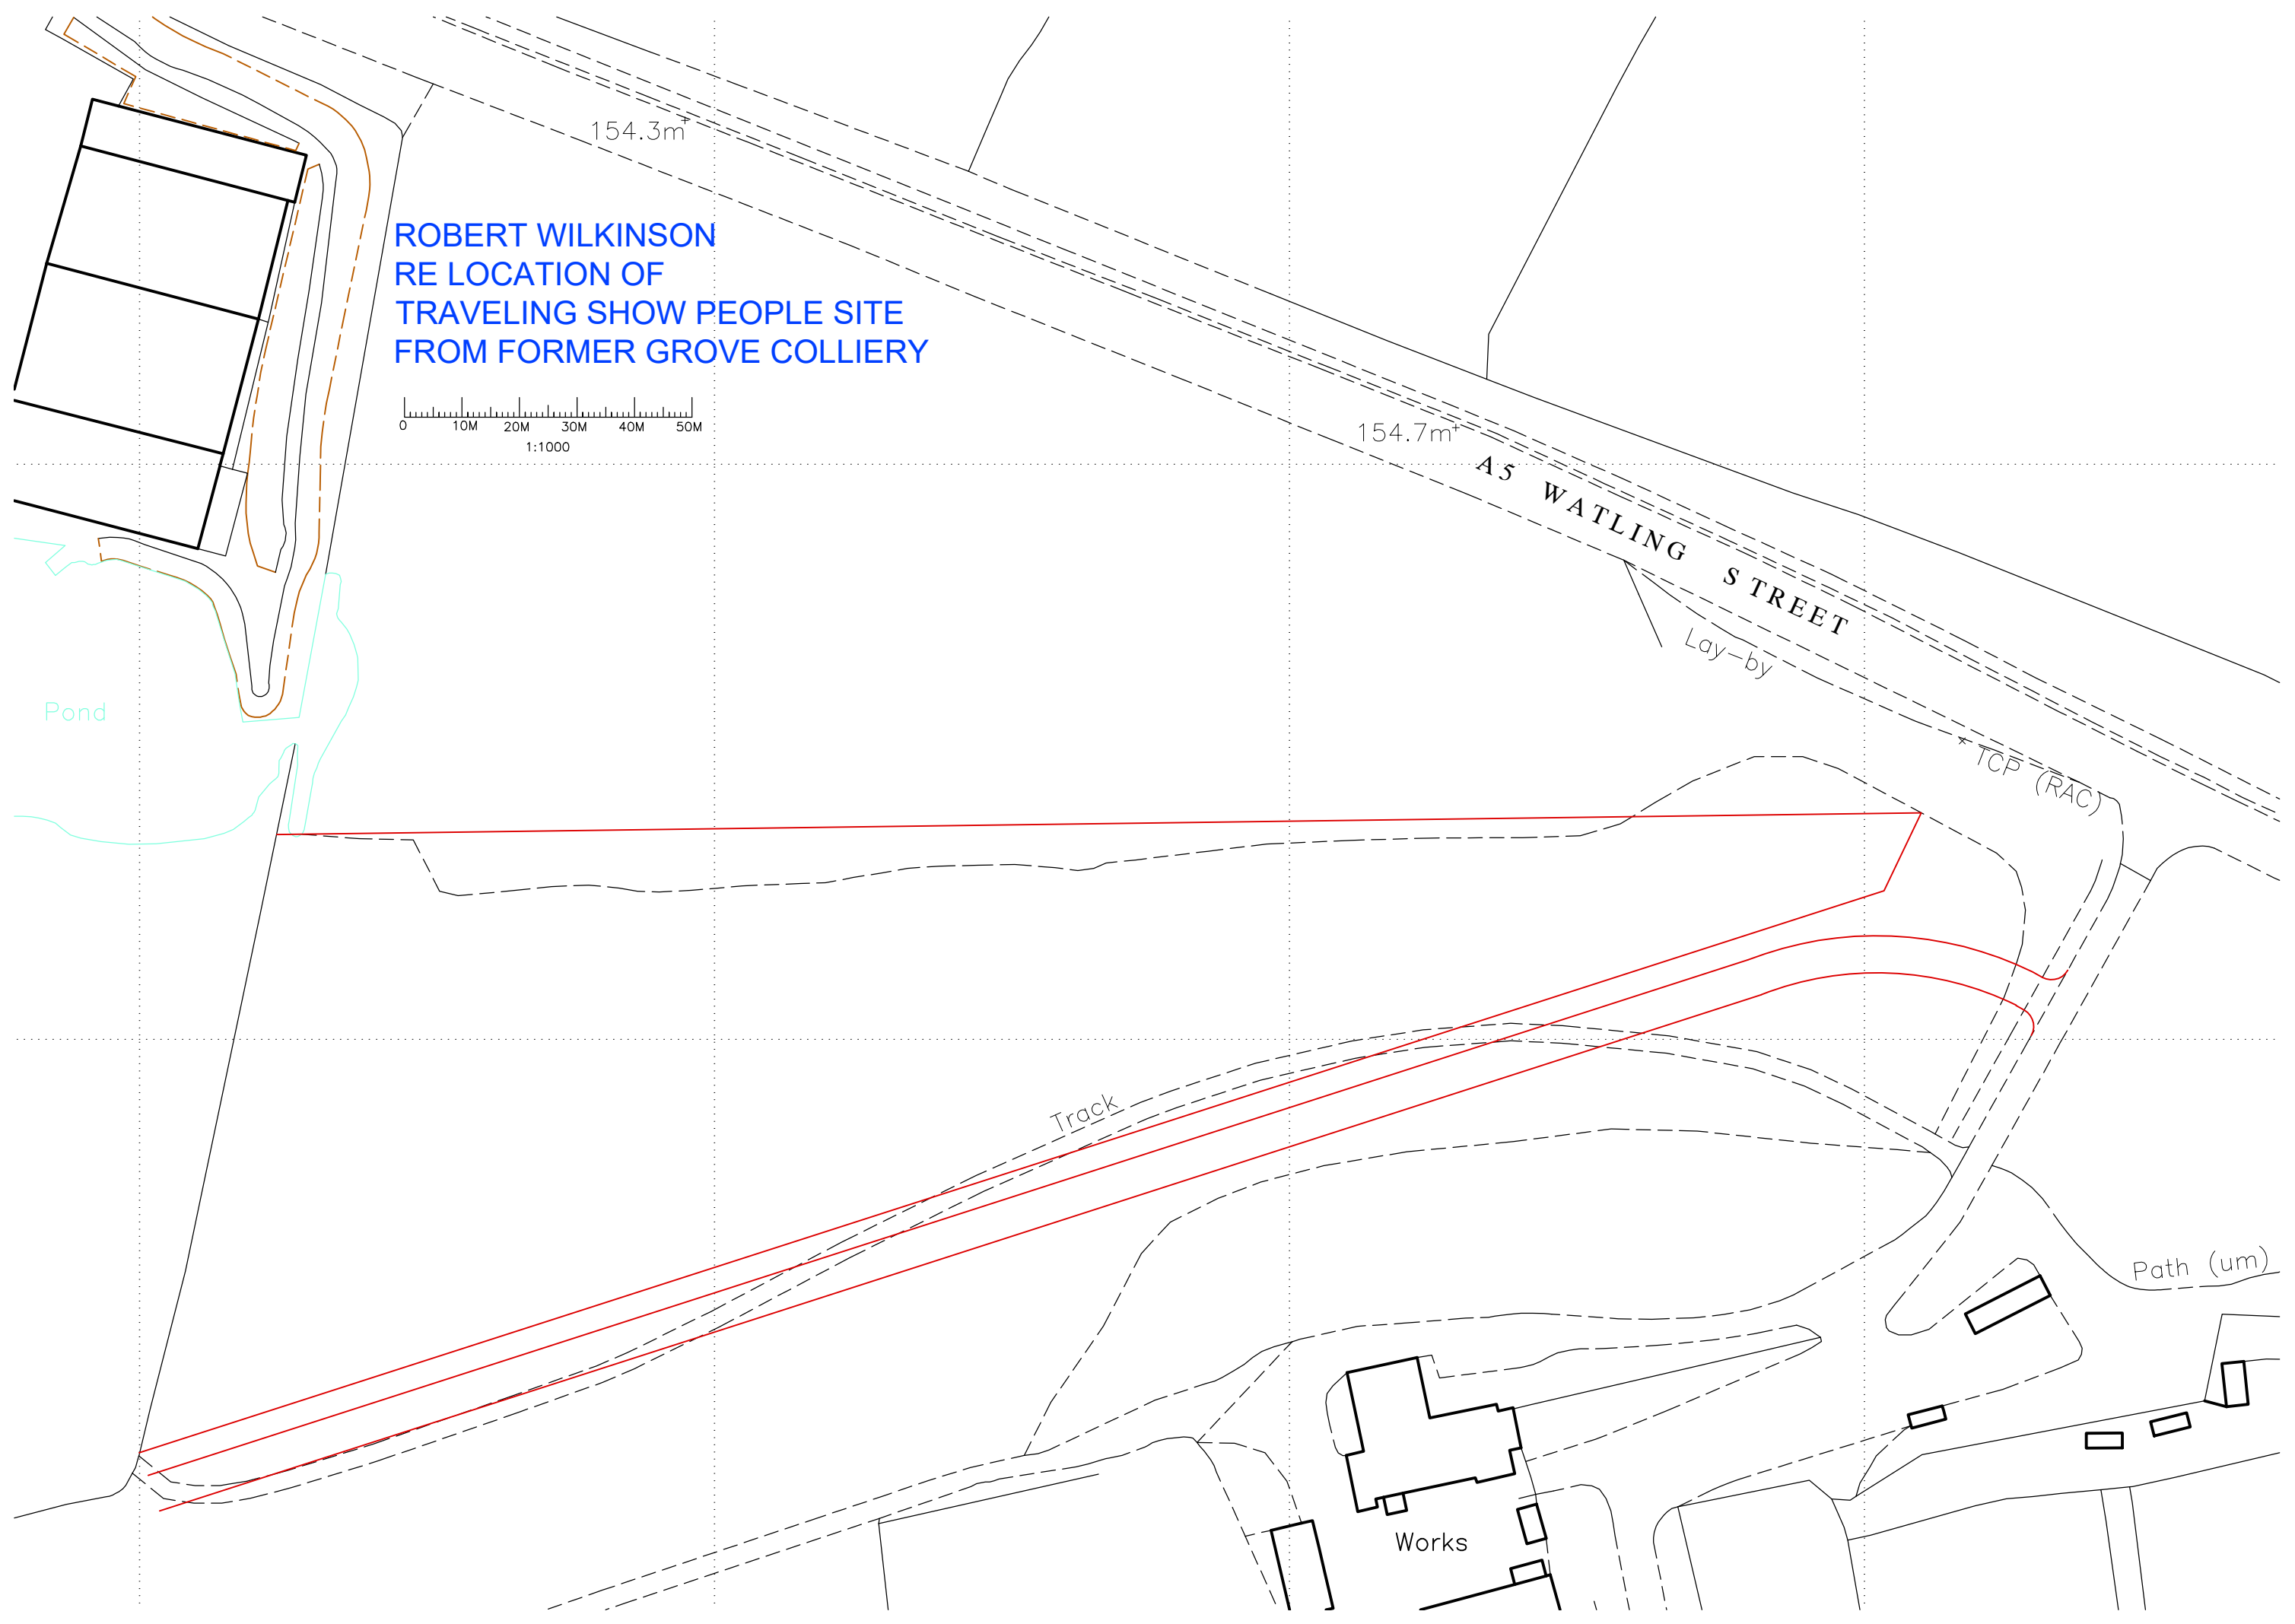 154.3m
ROBERT WILKINSON
RE LOCATION OF
TRAVELING SHOW PEOPLE SITE
FROM FORMER GROVE COLLIERY
0 10M 20M 30M 40M 50M
1:1000
154.7m
A5 WATLING STREET
Lay-by
Pond
TCP (RAC)
Track
Path (um)
Works